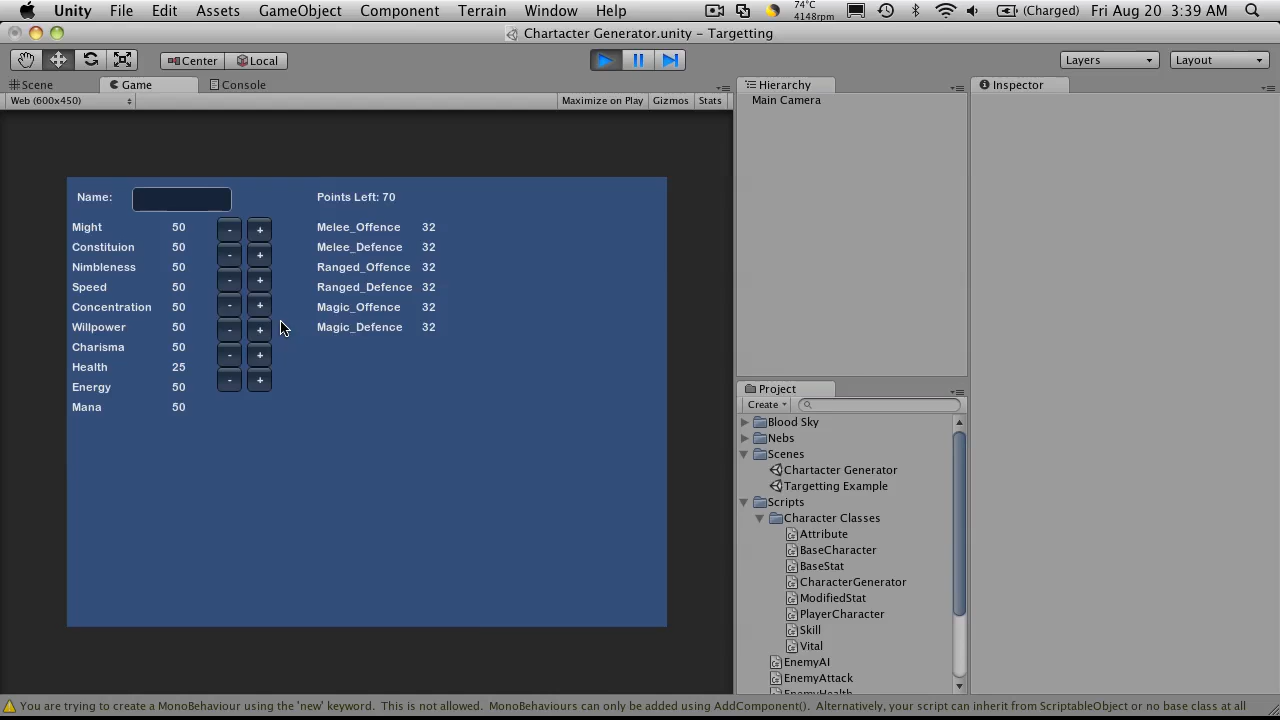 Unity File Edit Assets GameObject Component Terrain Window Help 74°C 4148rpm (Charged) Fri Aug 20 3:39 AM
Chartacter Generator.unity – Targetting
Center Local Layers Layout
Scene Game Console Hierarchy Inspector
Web (600x450) Maximize on Play Gizmos Stats Main Camera
Name: Points Left: 70
Might 50 - + Melee_Offence 32
Constituion 50 - + Melee_Defence 32
Nimbleness 50 - + Ranged_Offence 32
Speed 50 - + Ranged_Defence 32
Concentration 50 - + Magic_Offence 32
Willpower 50 - + Magic_Defence 32
Charisma 50 - +
Health 25
Energy 50
Mana 50
Project
Create
Blood Sky
Nebs
Scenes
Chartacter Generator
Targetting Example
Scripts
Character Classes
Attribute
BaseCharacter
BaseStat
CharacterGenerator
ModifiedStat
PlayerCharacter
Skill
Vital
EnemyAI
EnemyAttack
EnemyHealth
You are trying to create a MonoBehaviour using the 'new' keyword. This is not allowed. MonoBehaviours can only be added using AddComponent(). Alternatively, your script can inherit from ScriptableObject or no base class at all